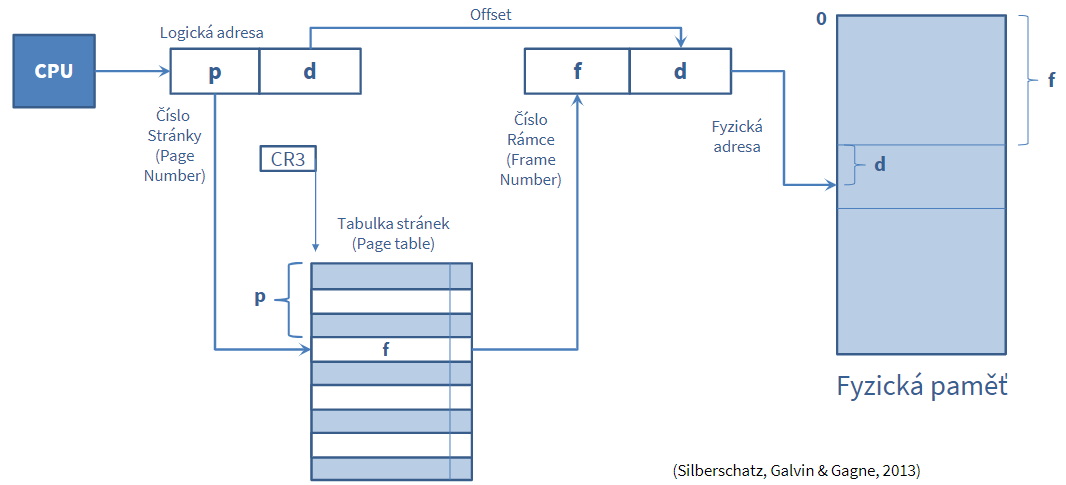 Offset
0
Logická adresa
CPU
p
d
f
d
f
Číslo
Stránky
(Page
Number)
Číslo
Rámce
(Frame
Number)
Fyzická
adresa
CR3
d
Tabulka stránek
(Page table)
p
f
Fyzická paměť
(Silberschatz, Galvin & Gagne, 2013)